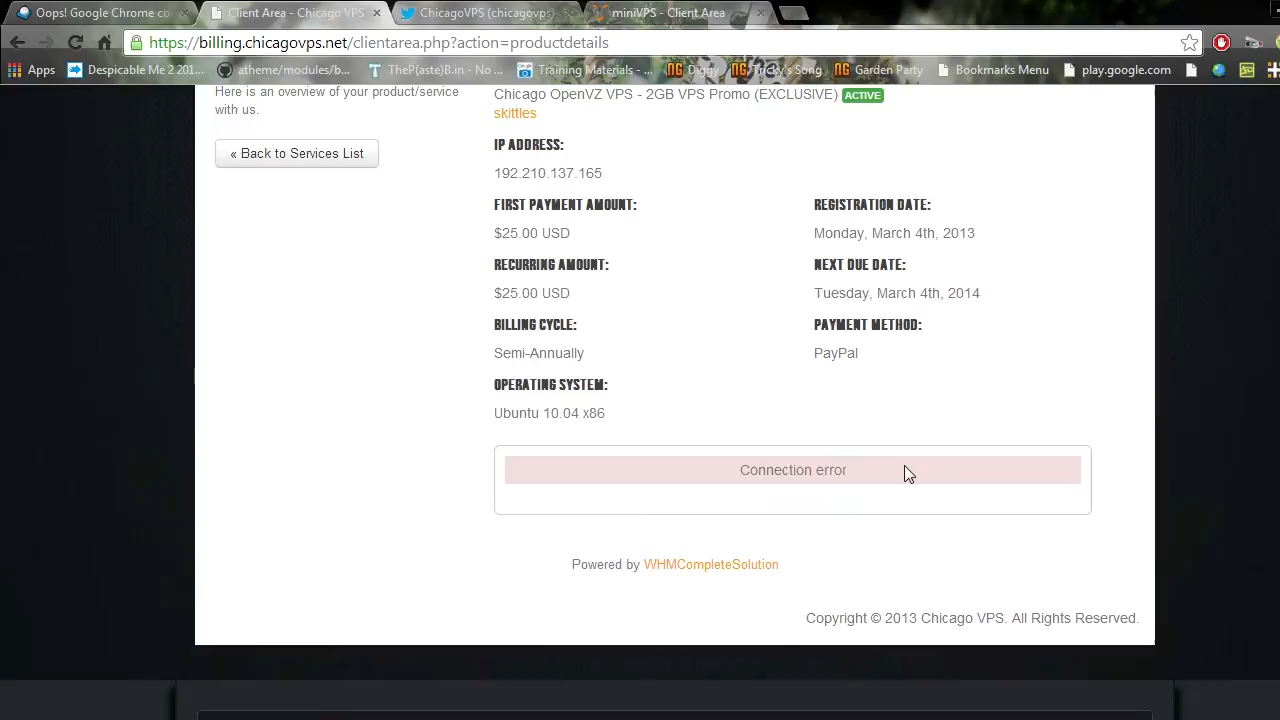 Oops! Google Chrome co
Client Area - Chicago VPS
ChicagoVPS (chicagovps)
miniVPS - Client Area
https://billing.chicagovps.net/clientarea.php?action=productdetails
Apps
Despicable Me 2 201...
atheme/modules/b...
TheP(aste)B.in - No ...
Training Materials - ...
Diggy
Tricky's Song
Garden Party
Bookmarks Menu
play.google.com
Here is an overview of your product/service
with us.
« Back to Services List
Chicago OpenVZ VPS - 2GB VPS Promo (EXCLUSIVE) ACTIVE
skittles
IP ADDRESS:
192.210.137.165
FIRST PAYMENT AMOUNT:
$25.00 USD
REGISTRATION DATE:
Monday, March 4th, 2013
RECURRING AMOUNT:
$25.00 USD
NEXT DUE DATE:
Tuesday, March 4th, 2014
BILLING CYCLE:
Semi-Annually
PAYMENT METHOD:
PayPal
OPERATING SYSTEM:
Ubuntu 10.04 x86
Connection error
Powered by WHMCompleteSolution
Copyright © 2013 Chicago VPS. All Rights Reserved.